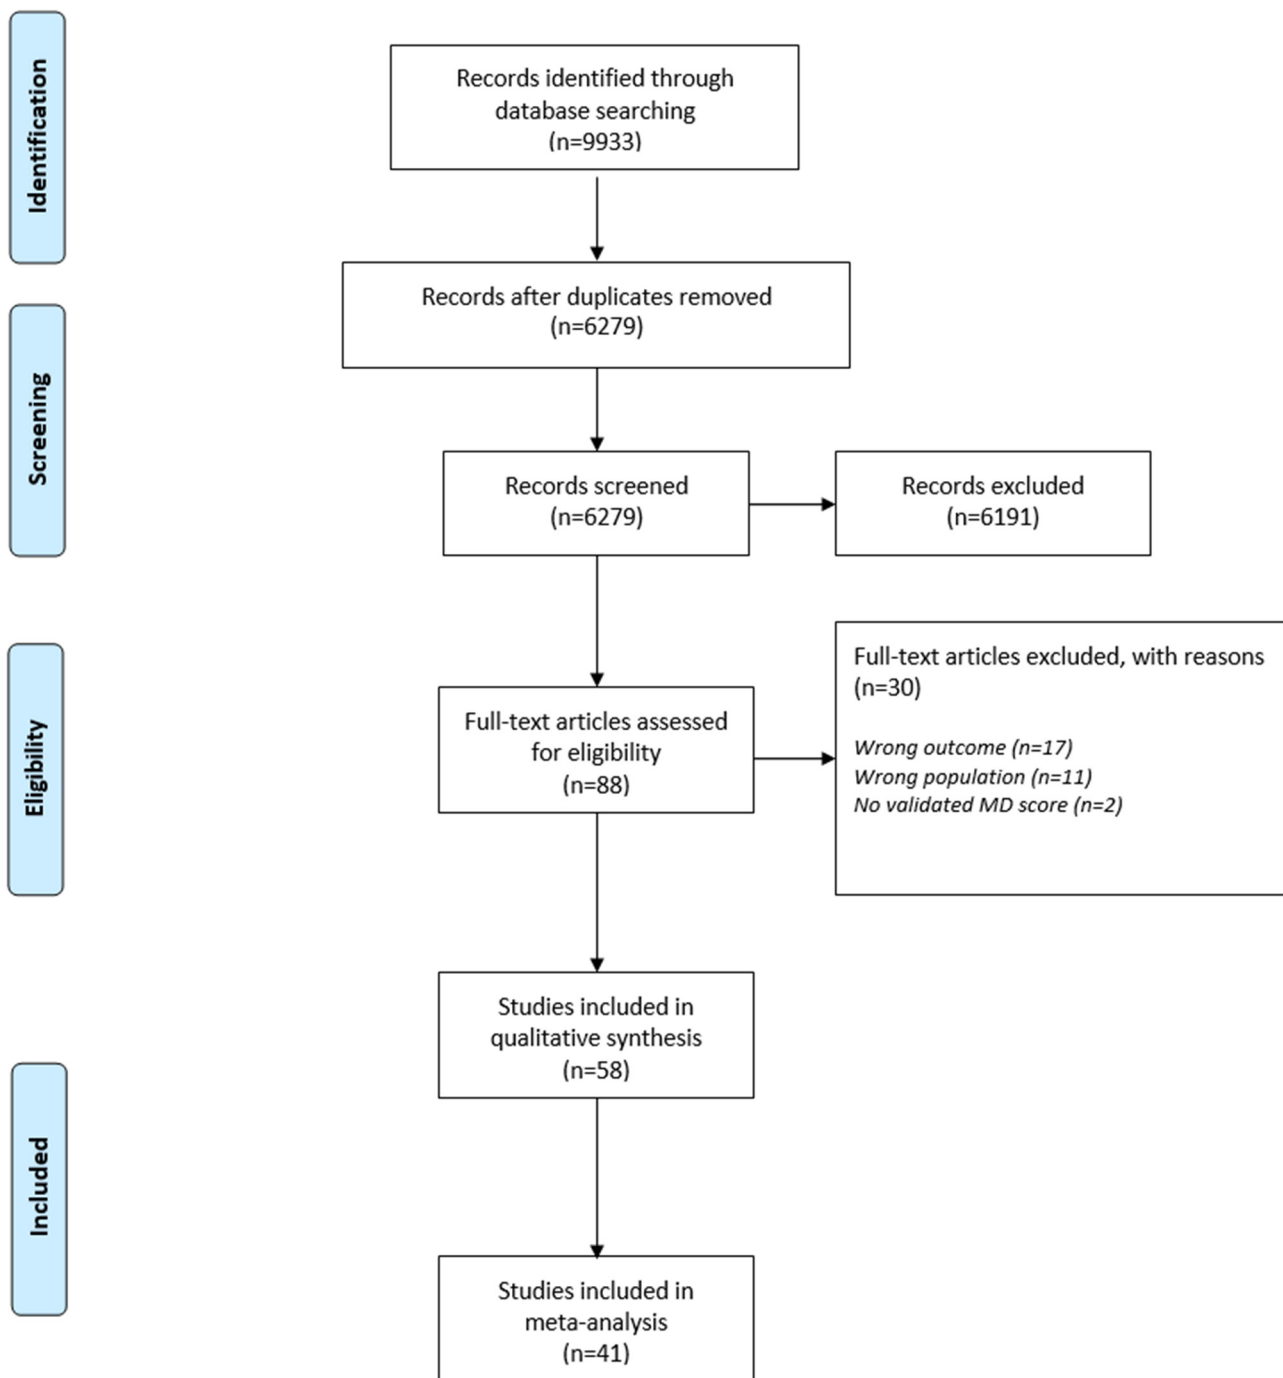 Identification
Records identified through
database searching
(n=9933)
Records after duplicates removed
(n=6279)
Screening
Records screened
(n=6279)
Records excluded
(n=6191)
Eligibility
Full-text articles assessed
for eligibility
(n=88)
Full-text articles excluded, with reasons
(n=30)
Wrong outcome (n=17)
Wrong population (n=11)
No validated MD score (n=2)
Studies included in
qualitative synthesis
(n=58)
Included
Studies included in
meta-analysis
(n=41)